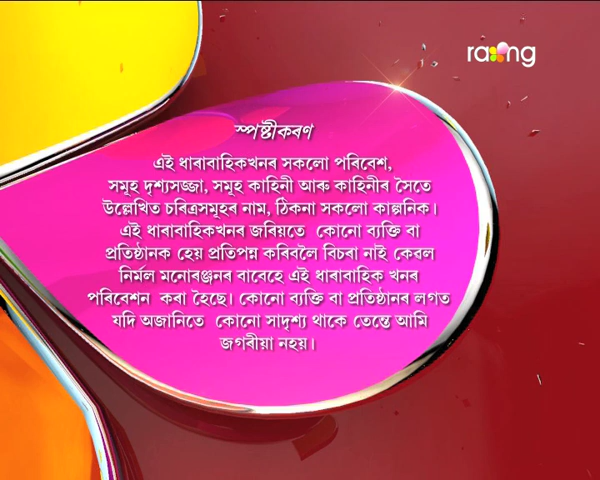 raong
স্পষ্টীকৰণ
এই ধাৰাবাহিকখনৰ সকলো পৰিবেশ,
সমূহ দৃশ্যসজ্জা, সমূহ কাহিনী আৰু কাহিনীৰ সৈতে
উল্লেখিত চৰিত্ৰসমূহৰ নাম, ঠিকনা সকলো কাল্পনিক।
এই ধাৰাবাহিকখনৰ জৰিয়তে কোনো ব্যক্তি বা
প্ৰতিষ্ঠানক হেয় প্ৰতিপন্ন কৰিবলৈ বিচৰা নাই কেৱল
নিৰ্মল মনোৰঞ্জনৰ বাবেহে এই ধাৰাবাহিক খনৰ
পৰিবেশন কৰা হৈছে। কোনো ব্যক্তি বা প্ৰতিষ্ঠানৰ লগত
যদি অজানিতে কোনো সাদৃশ্য থাকে তেন্তে আমি
জগৰীয়া নহয়।